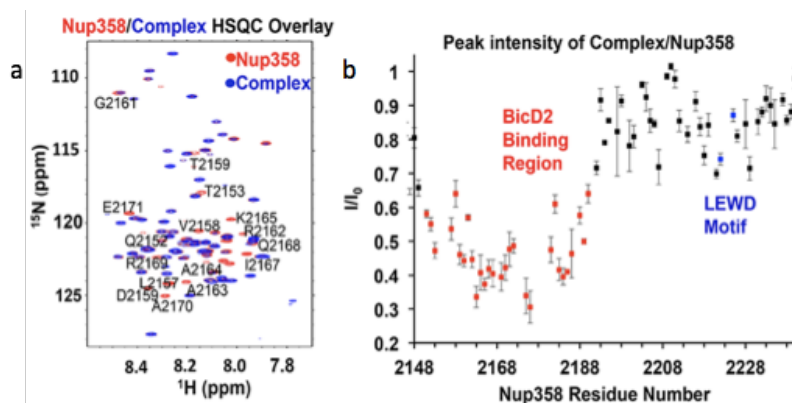 Nup358/Complex HSQC Overlay
a
Nup358
Complex
110
115
120
125
15N (ppm)
G2161
T2159
T2153
E2171
K2165
V2158
R2162
Q2152
Q2168
R2169
A2164
I2167
L2157
A2163
D2159
A2170
8.4
8.2
8.0
7.8
1H (ppm)
b
Peak intensity of Complex/Nup358
I/I0
1
0.9
0.8
0.7
0.6
0.5
0.4
0.3
0.2
BicD2
Binding
Region
LEWD
Motif
2148
2168
2188
2208
2228
Nup358 Residue Number